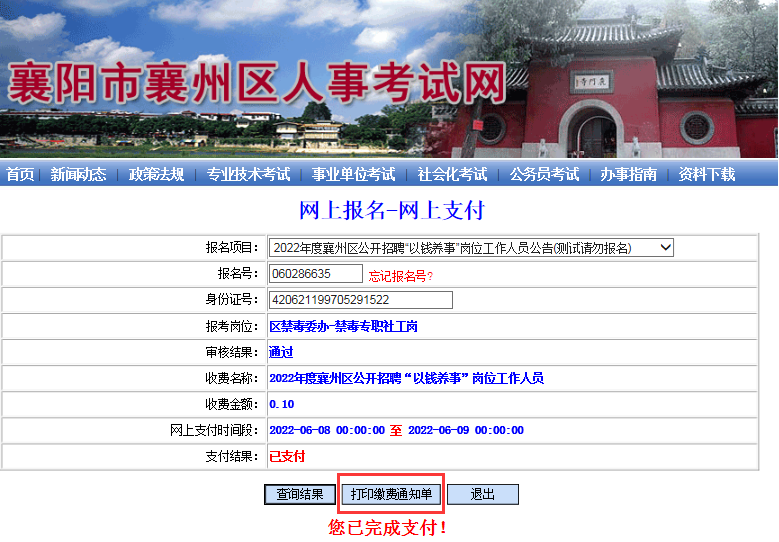 襄阳市襄州区人事考试网
首页 | 新闻动态 | 政策法规 | 专业技术考试 | 事业单位考试 | 社会化考试 | 公务员考试 | 办事指南 | 资料下载
网上报名-网上支付
报名项目： 2022年度襄州区公开招聘“以钱养事”岗位工作人员公告(测试请勿报名)
报名号： 060286635 忘记报名号?
身份证号： 420621199705291522
报考岗位： 区禁毒委办-禁毒专职社工岗
审核结果： 通过
收费名称： 2022年度襄州区公开招聘“以钱养事”岗位工作人员
收费金额： 0.10
网上支付时间段： 2022-06-08 00:00:00 至 2022-06-09 00:00:00
支付结果： 已支付
查询结果 打印缴费通知单 退出
您已完成支付！